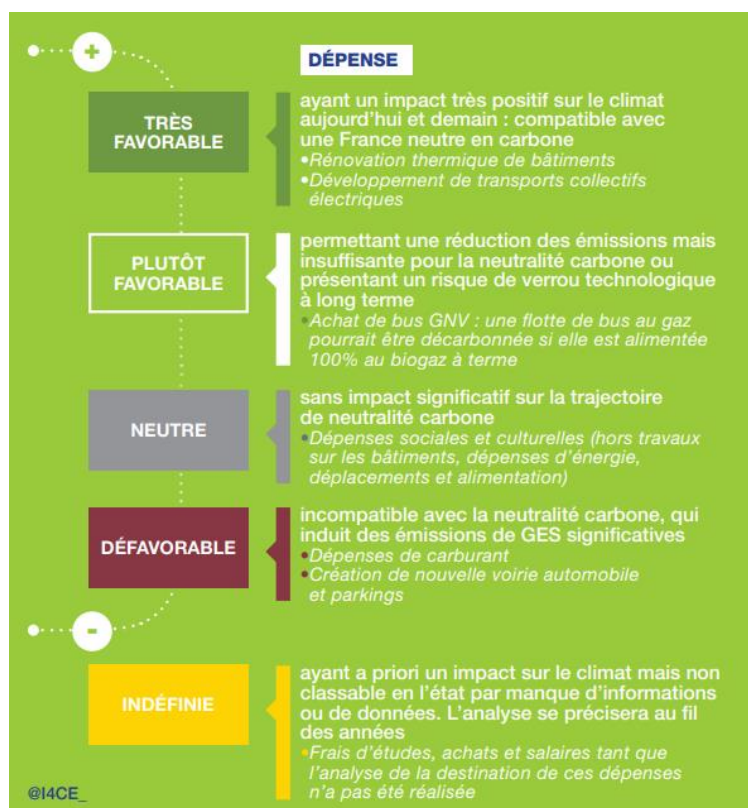 +
DÉPENSE
TRÈS
FAVORABLE
ayant un impact très positif sur le climat
aujourd'hui et demain : compatible avec
une France neutre en carbone
•Rénovation thermique de bâtiments
•Développement de transports collectifs
électriques
PLUTÔT
FAVORABLE
permettant une réduction des émissions mais
insuffisante pour la neutralité carbone ou
présentant un risque de verrou technologique
à long terme
•Achat de bus GNV : une flotte de bus au gaz
pourrait être décarbonnée si elle est alimentée
100% au biogaz à terme
NEUTRE
sans impact significatif sur la trajectoire
de neutralité carbone
•Dépenses sociales et culturelles (hors travaux
sur les bâtiments, dépenses d'énergie,
déplacements et alimentation)
DÉFAVORABLE
incompatible avec la neutralité carbone, qui
induit des émissions de GES significatives
•Dépenses de carburant
•Création de nouvelle voirie automobile
et parkings
-
INDÉFINIE
ayant a priori un impact sur le climat mais non
classable en l'état par manque d'informations
ou de données. L'analyse se précisera au fil
des années
•Frais d'études, achats et salaires tant que
l'analyse de la destination de ces dépenses
n'a pas été réalisée
@I4CE_